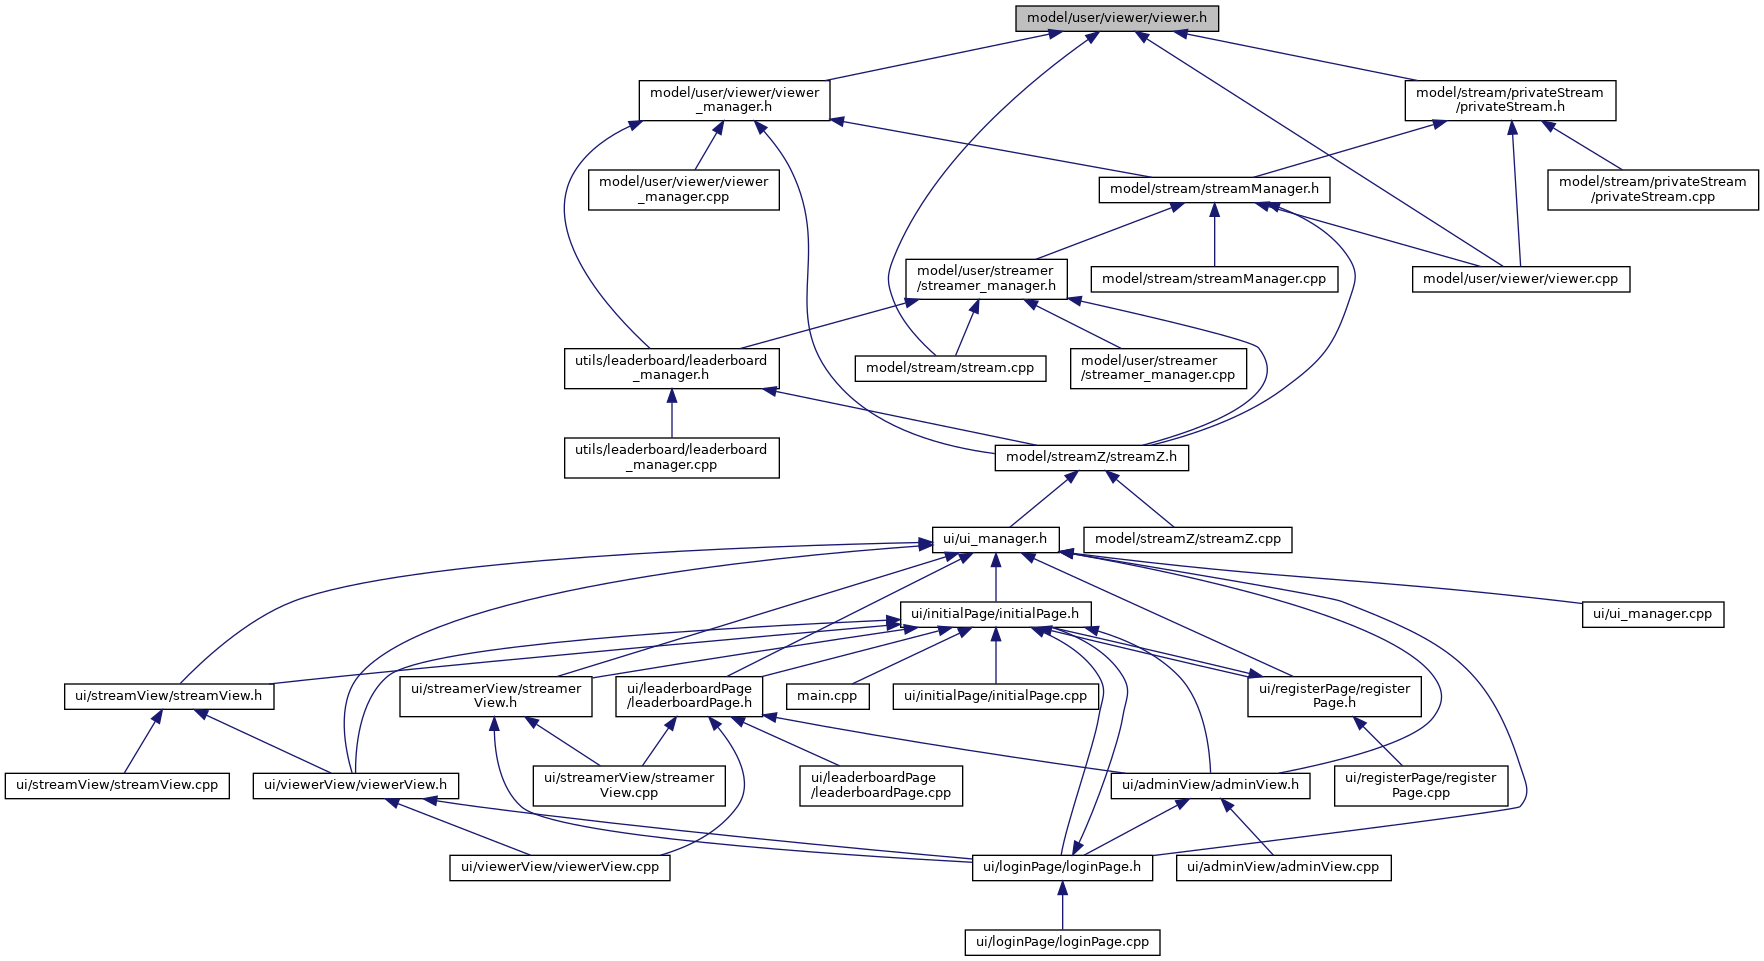 model/user/viewer/viewer.h
model/user/viewer/viewer
_manager.h
model/stream/privateStream
/privateStream.h
model/user/viewer/viewer
_manager.cpp
model/stream/streamManager.h
model/stream/privateStream
/privateStream.cpp
model/user/streamer
/streamer_manager.h
model/stream/streamManager.cpp
model/user/viewer/viewer.cpp
utils/leaderboard/leaderboard
_manager.h
model/stream/stream.cpp
model/user/streamer
/streamer_manager.cpp
utils/leaderboard/leaderboard
_manager.cpp
model/streamZ/streamZ.h
ui/ui_manager.h
model/streamZ/streamZ.cpp
ui/initialPage/initialPage.h
ui/ui_manager.cpp
ui/streamView/streamView.h
ui/streamerView/streamer
View.h
ui/leaderboardPage
/leaderboardPage.h
main.cpp
ui/initialPage/initialPage.cpp
ui/registerPage/register
Page.h
ui/streamView/streamView.cpp
ui/viewerView/viewerView.h
ui/streamerView/streamer
View.cpp
ui/leaderboardPage
/leaderboardPage.cpp
ui/adminView/adminView.h
ui/registerPage/register
Page.cpp
ui/viewerView/viewerView.cpp
ui/loginPage/loginPage.h
ui/adminView/adminView.cpp
ui/loginPage/loginPage.cpp